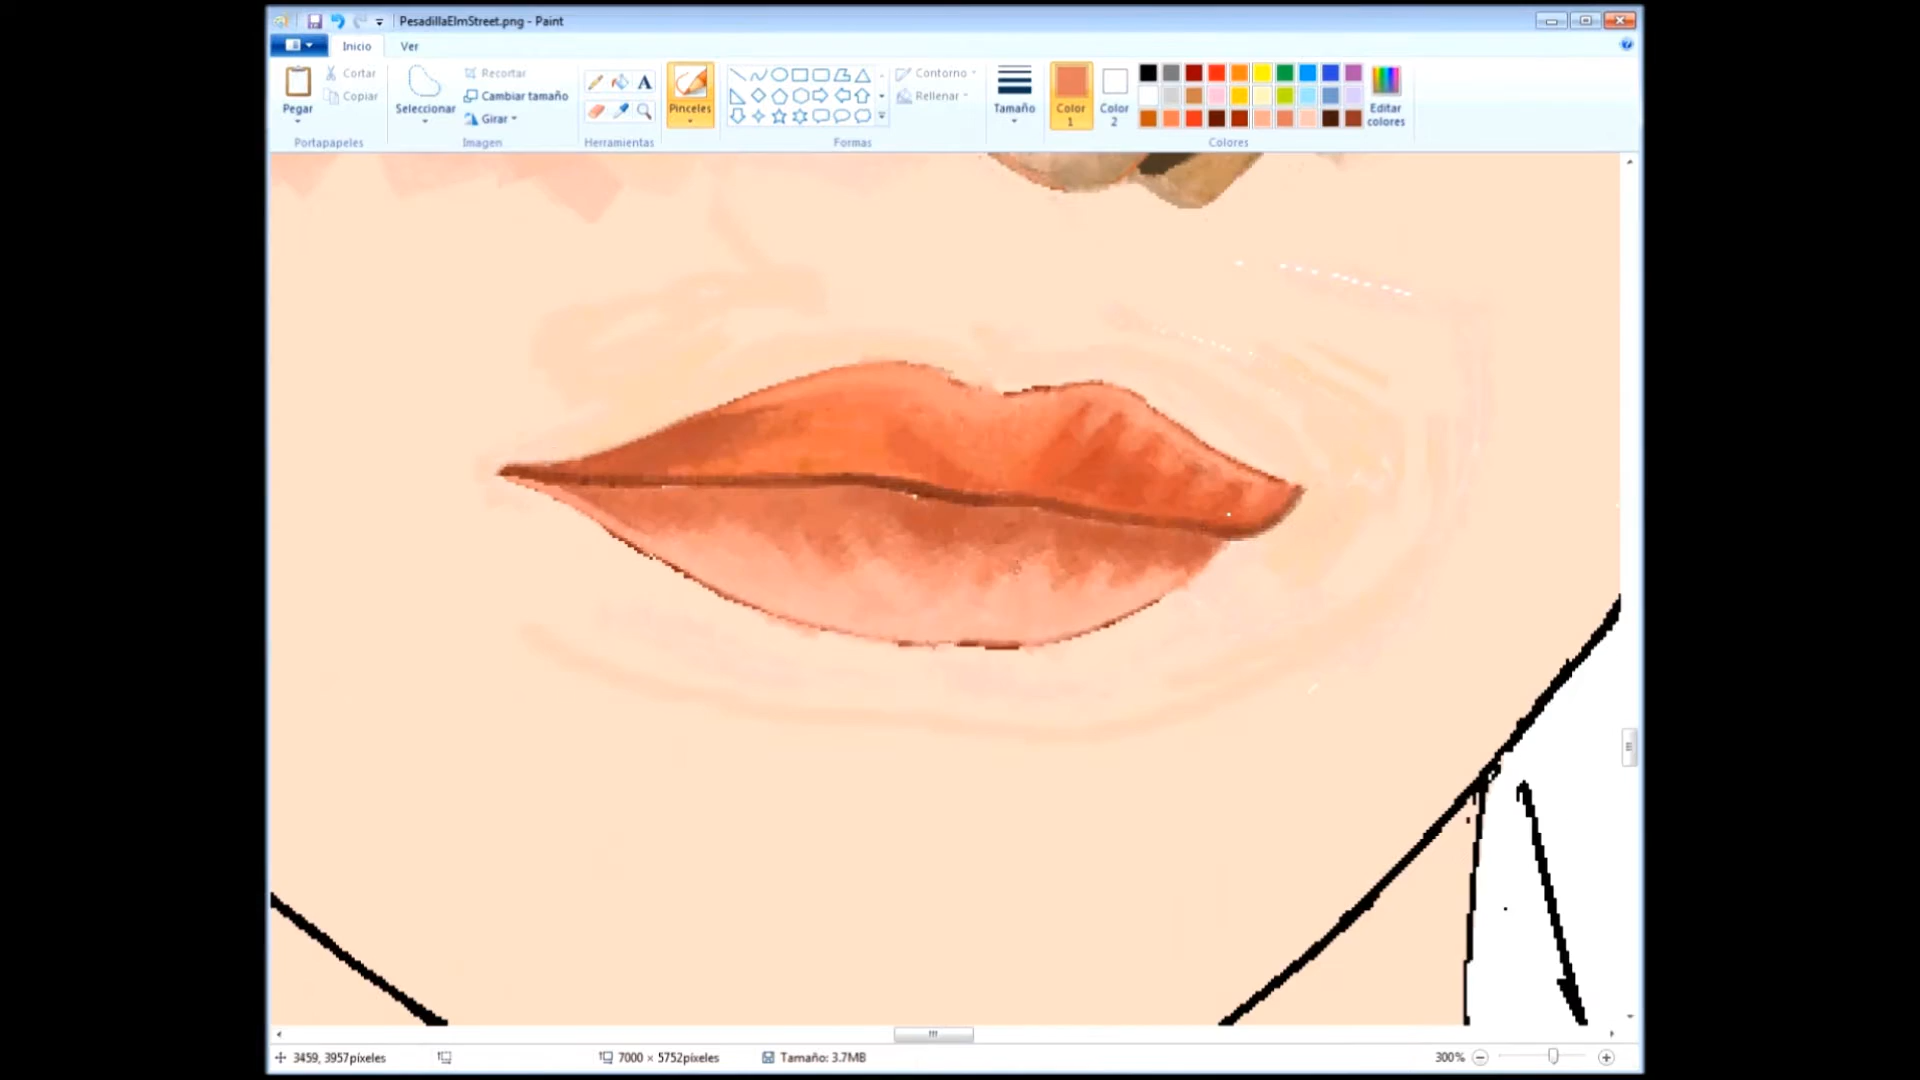 PesadillaElmStreet.png - Paint
Inicio Ver
Pegar
Cortar
Copiar
Portapapeles
Seleccionar
Recortar
Cambiar tamaño
Girar
Imagen
A
Herramientas
Pinceles
Contorno
Rellenar
Formas
Tamaño
Color
1
Color
2
Editar
colores
Colores
3459, 3957píxeles
7000 × 5752píxeles
Tamaño: 3.7MB
300%